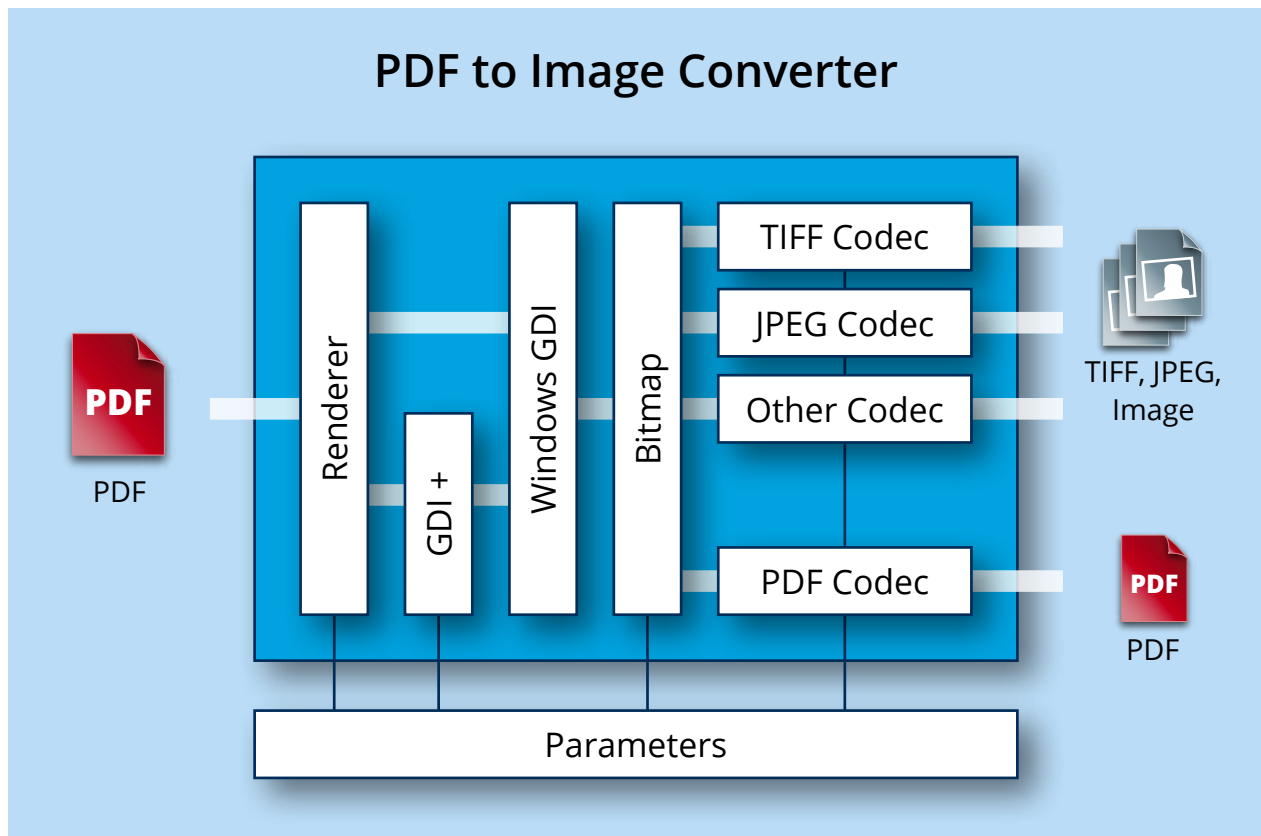 PDF to Image Converter
Renderer
GDI +
Windows GDI
Bitmap
TIFF Codec
JPEG Codec
Other Codec
PDF Codec
PDF
PDF
TIFF, JPEG,
Image
PDF
PDF
Parameters